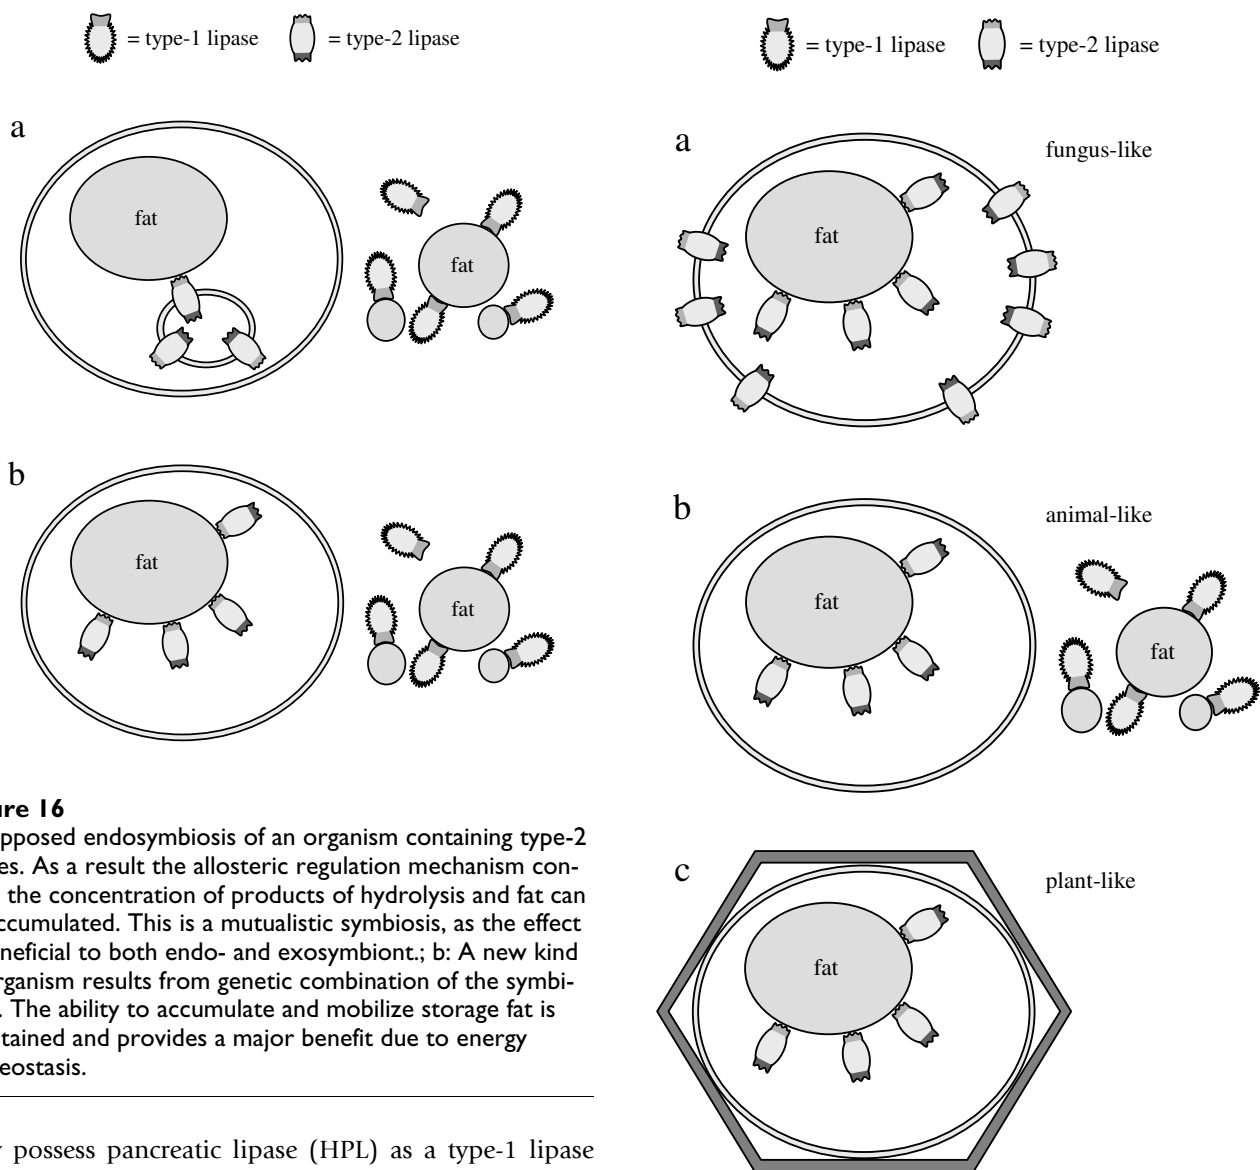 = type-1 lipase
= type-2 lipase
a
fat
fat
b
fat
fat
ure 16
pposed endosymbiosis of an organism containing type-2
es. As a result the allosteric regulation mechanism con-
the concentration of products of hydrolysis and fat can
ccumulated. This is a mutualistic symbiosis, as the effect
neficial to both endo- and exosymbiont.; b: A new kind
rganism results from genetic combination of the symbi-
. The ability to accumulate and mobilize storage fat is
tained and provides a major benefit due to energy
eostasis.
possess pancreatic lipase (HPL) as a type-1 lipase
= type-1 lipase
= type-2 lipase
a
fungus-like
fat
b
animal-like
fat
fat
c
plant-like
fat